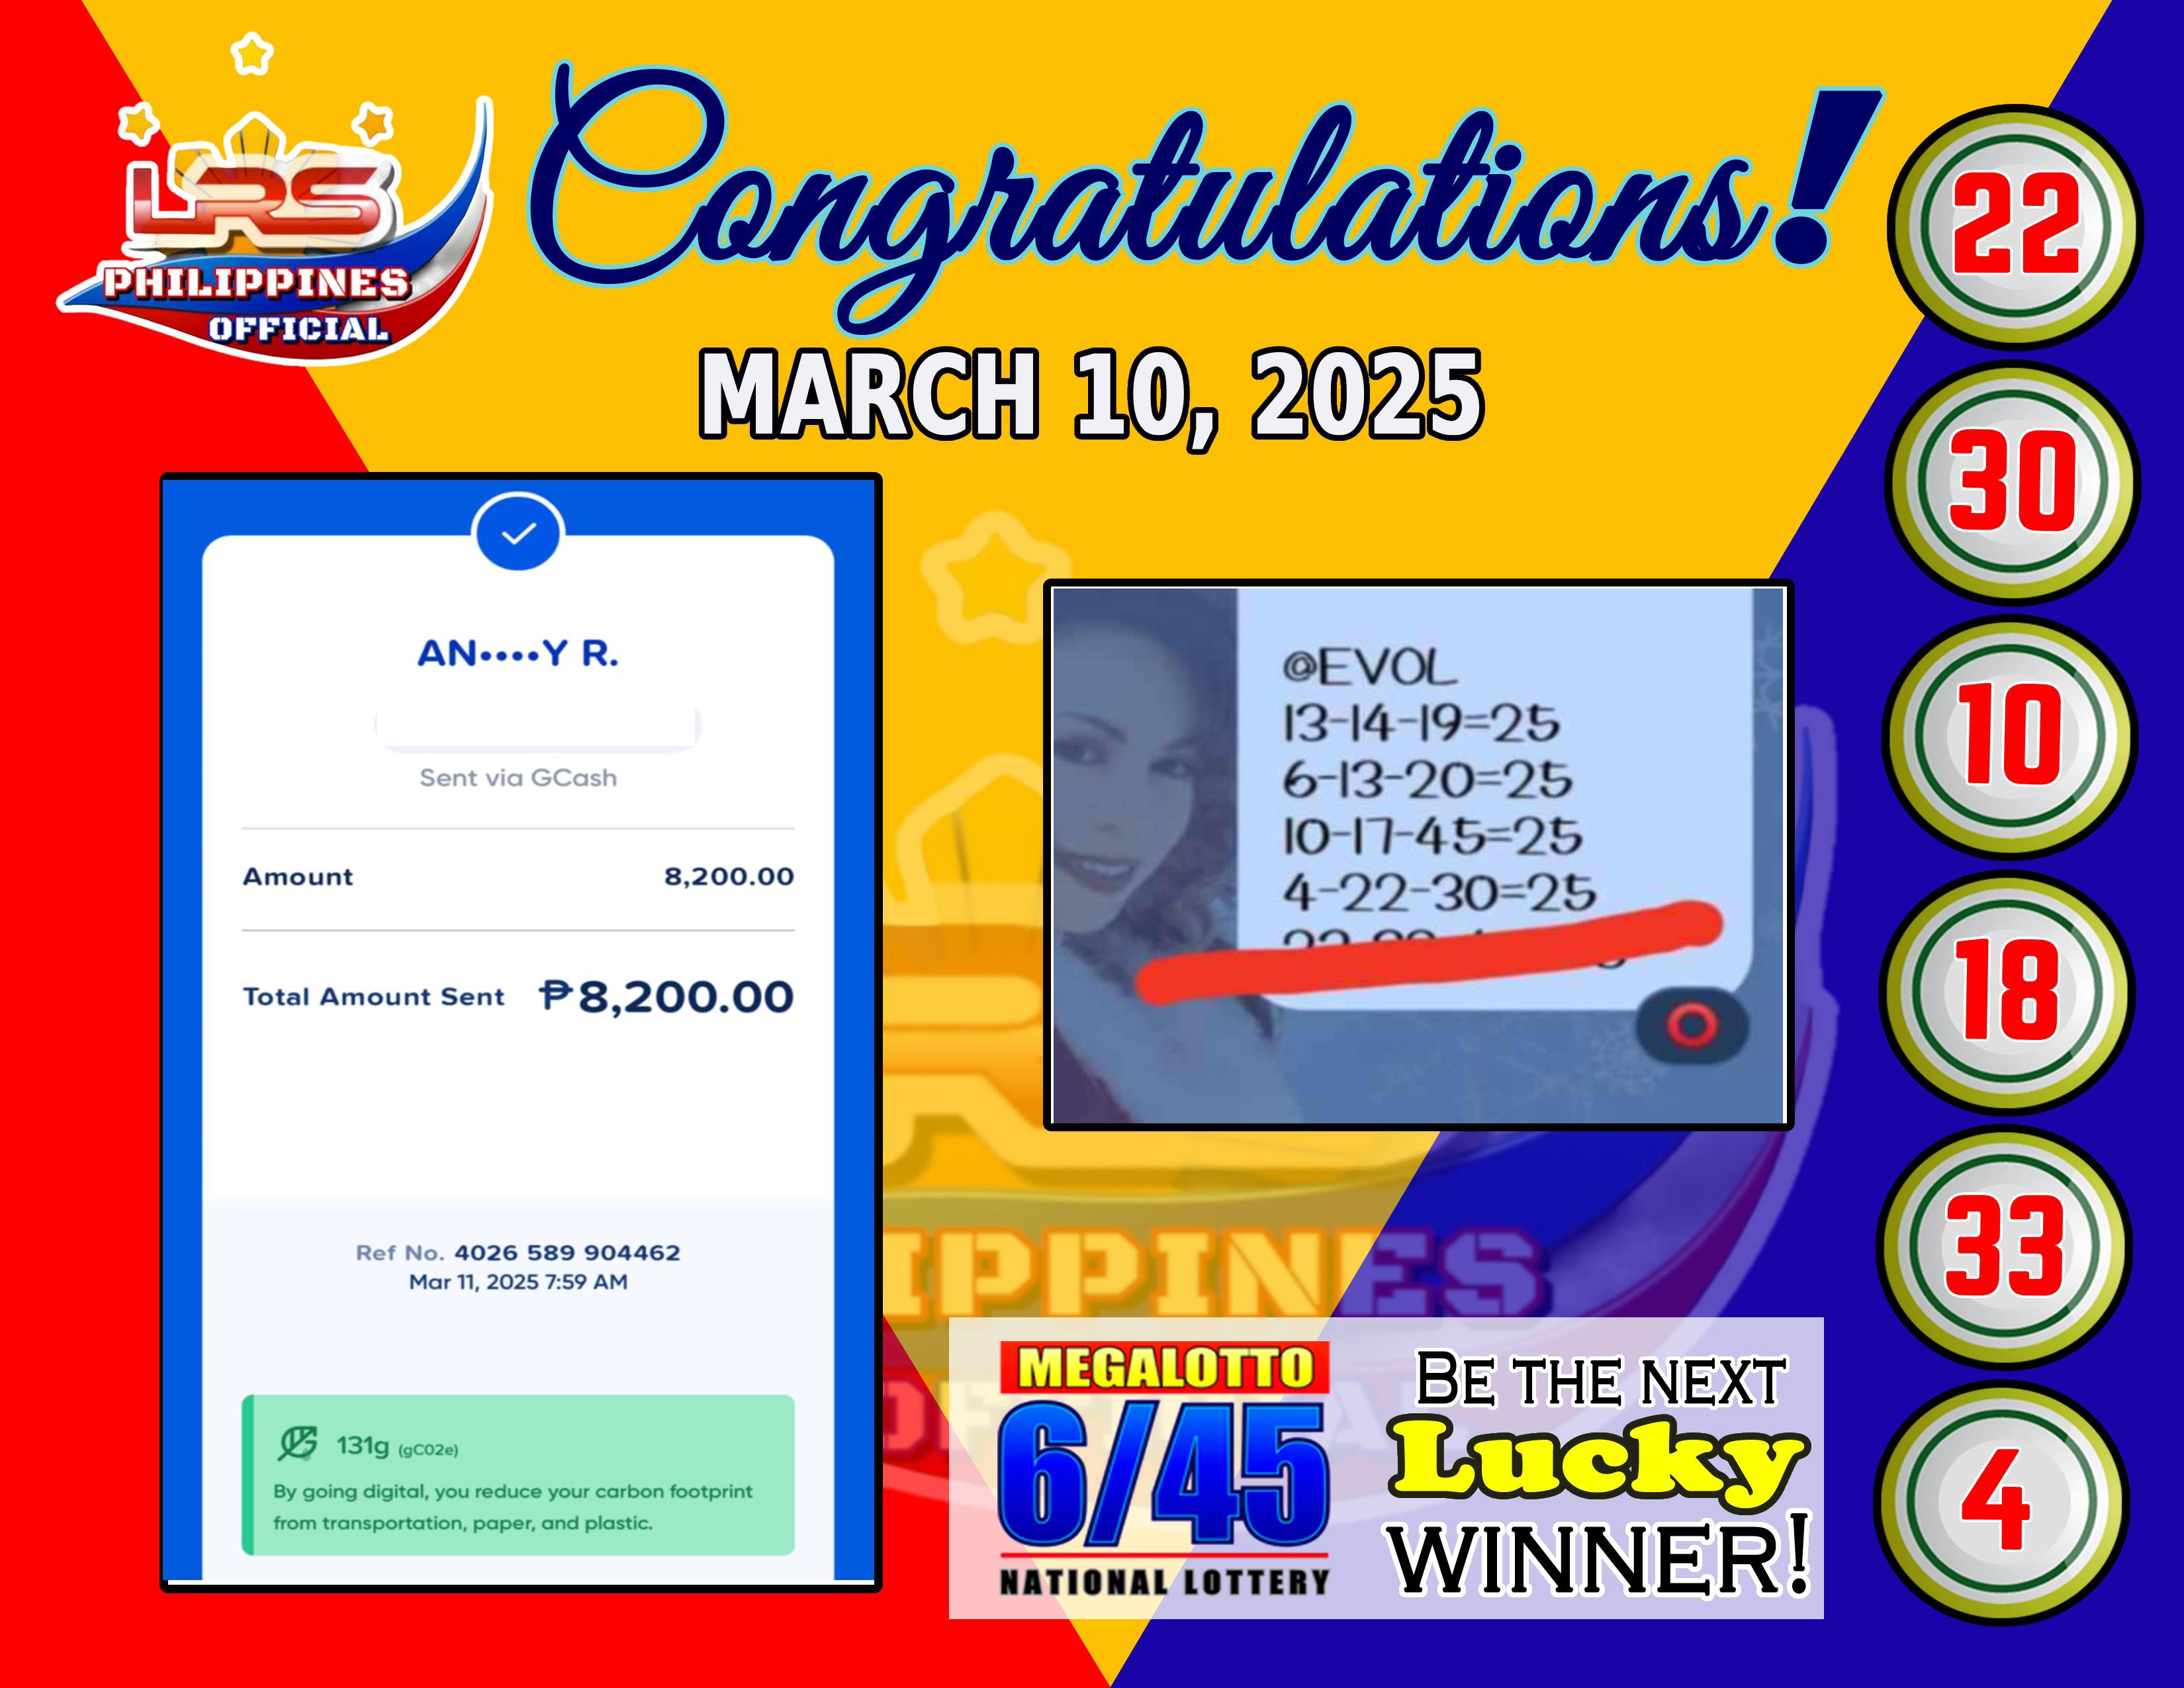 LRS
PHILIPPINES
OFFICIAL
Congratulations!
MARCH 10, 2025
AN••••Y R.
Sent via GCash
Amount 8,200.00
Total Amount Sent ₱8,200.00
Ref No. 4026 589 904462
Mar 11, 2025 7:59 AM
131g (gCO2e)
By going digital, you reduce your carbon footprint
from transportation, paper, and plastic.
@EVOL
13-14-19=25
6-13-20=25
10-17-45=25
4-22-30=25
MEGALOTTO
6/45
NATIONAL LOTTERY
BE THE NEXT
Lucky
WINNER!
22
30
10
18
33
4